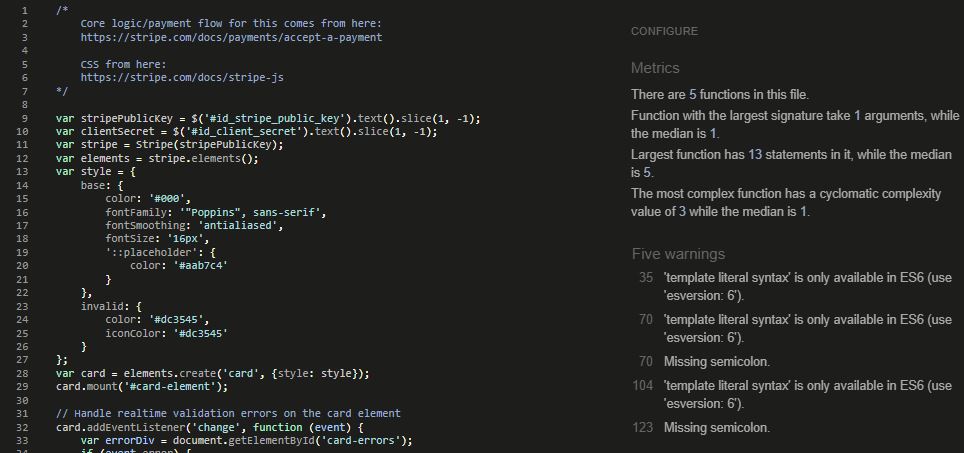 1 /*
2 Core logic/payment flow for this comes from here:
3 https://stripe.com/docs/payments/accept-a-payment
4
5 CSS from here:
6 https://stripe.com/docs/stripe-js
7 */
8
9 var stripePublicKey = $('#id_stripe_public_key').text().slice(1, -1);
10 var clientSecret = $('#id_client_secret').text().slice(1, -1);
11 var stripe = Stripe(stripePublicKey);
12 var elements = stripe.elements();
13 var style = {
14 base: {
15 color: '#000',
16 fontFamily: '"Poppins", sans-serif',
17 fontSmoothing: 'antialiased',
18 fontSize: '16px',
19 '::placeholder': {
20 color: '#aab7c4'
21 }
22 },
23 invalid: {
24 color: '#dc3545',
25 iconColor: '#dc3545'
26 }
27 };
28 var card = elements.create('card', {style: style});
29 card.mount('#card-element');
30
31 // Handle realtime validation errors on the card element
32 card.addEventListener('change', function (event) {
33 var errorDiv = document.getElementById('card-errors');
34 if (event.error) {
CONFIGURE
Metrics
There are 5 functions in this file.
Function with the largest signature take 1 arguments, while
the median is 1.
Largest function has 13 statements in it, while the median
is 5.
The most complex function has a cyclomatic complexity
value of 3 while the median is 1.
Five warnings
35 'template literal syntax' is only available in ES6 (use
'esversion: 6').
70 'template literal syntax' is only available in ES6 (use
'esversion: 6').
70 Missing semicolon.
104 'template literal syntax' is only available in ES6 (use
'esversion: 6').
123 Missing semicolon.